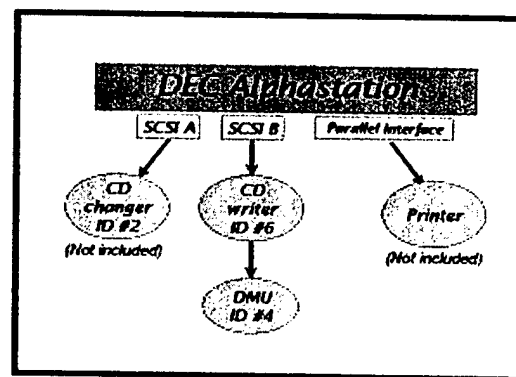 DEC Alphastation
SCSI A
SCSI B
Parallel Interface
CD
changer
ID #2
(Not included)
CD
writer
ID #6
Printer
(Not included)
DMU
ID #4